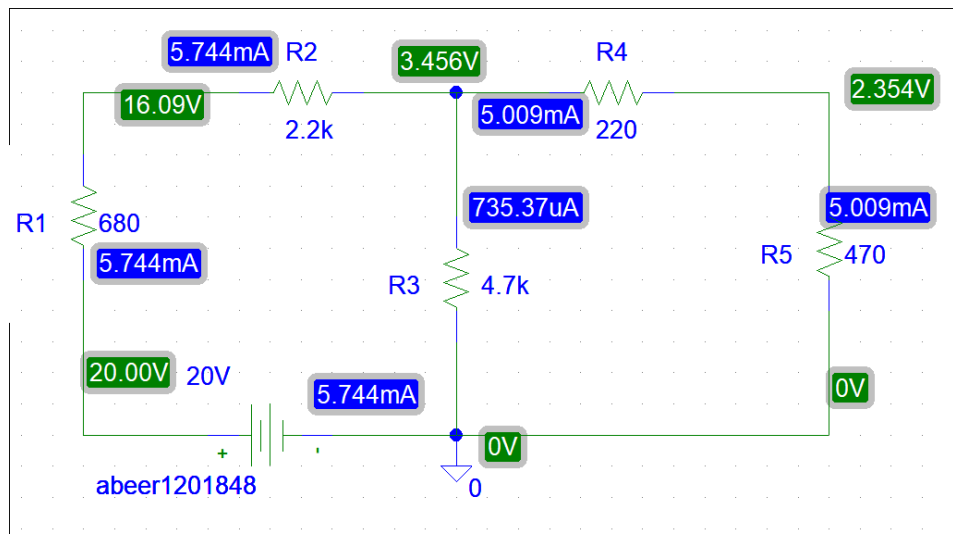 5.744mA
R2
3.456V
R4
2.354V
16.09V
5.009mA
2.2k
220
735.37uA
5.009mA
R1
680
R5
470
5.744mA
R3
4.7k
20.00V
20V
5.744mA
0V
0V
+
-
abeer1201848
0